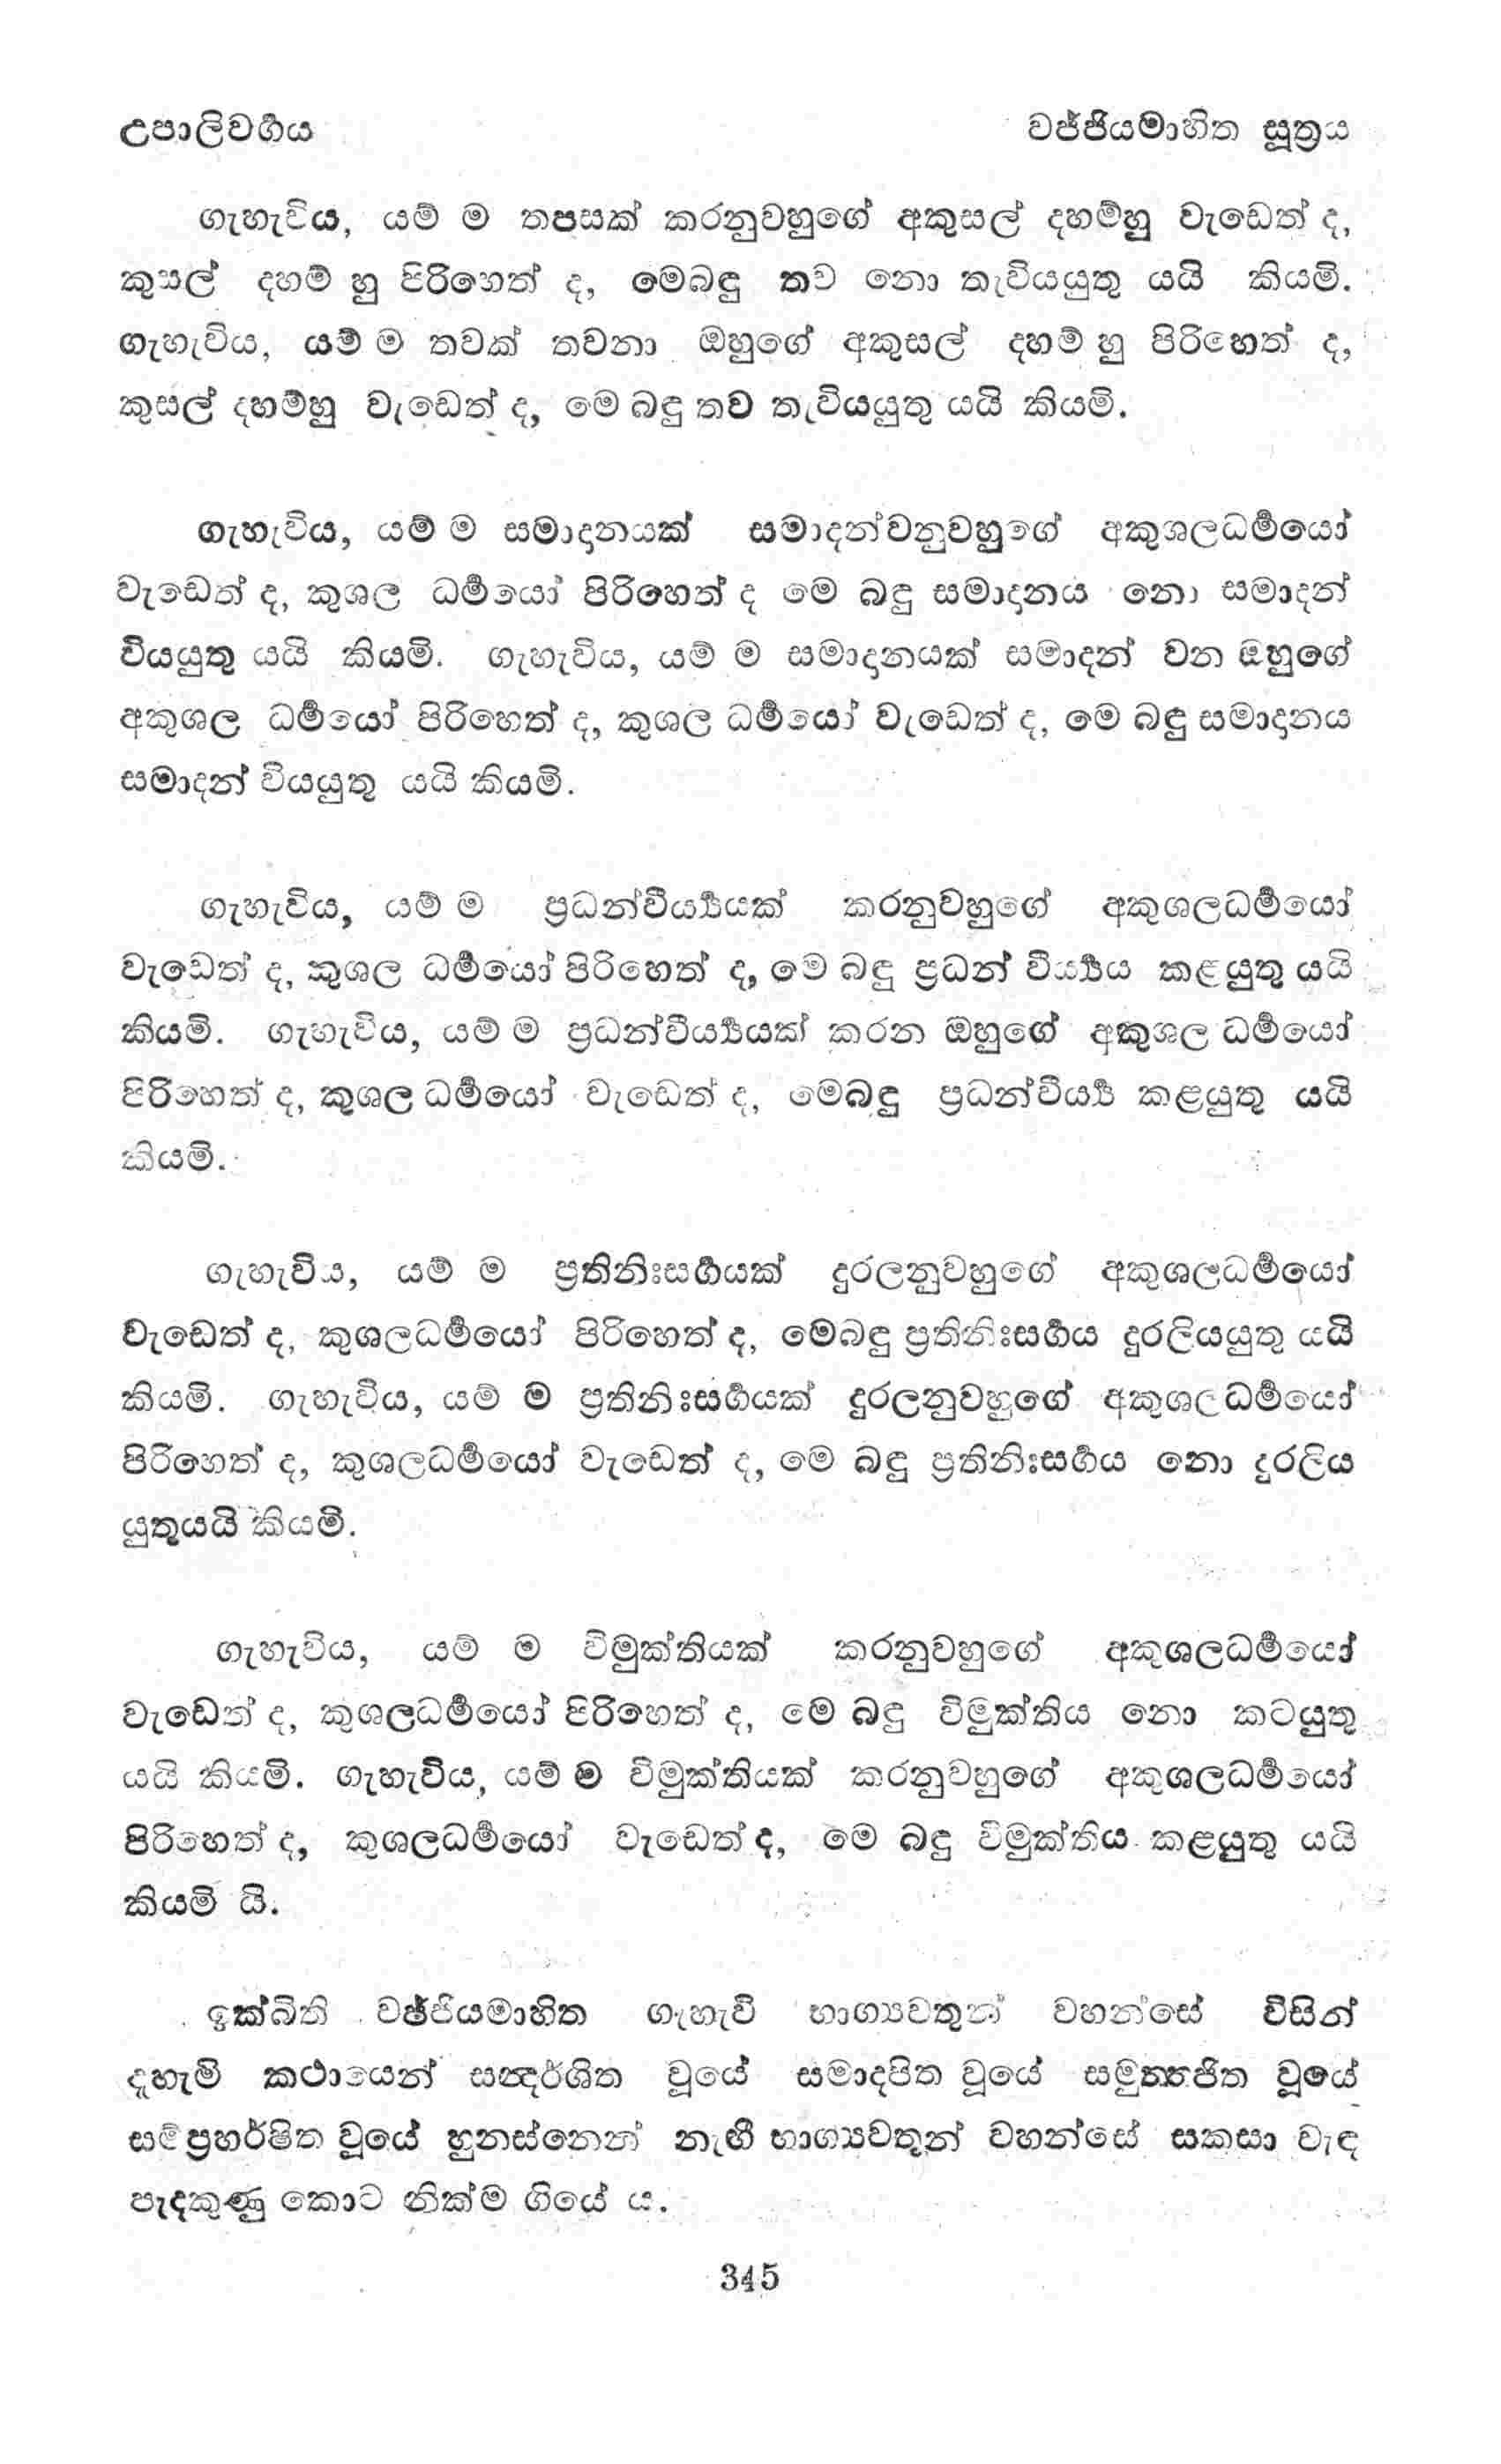 උපාලිවර්‍ගය වජ්ජියමාහිත සූත්‍රය
ගැහැවිය, යම් ම තපසක් කරනුවහුගේ අකුසල් දහම්හු වැඩෙත් ද,
කුසල් දහම් හු පිරිහෙත් ද, මෙබඳු තව නො තැවියයුතු යයි කියමි.
ගැහැවිය, යම් ම තවක් තවනා ඔහුගේ අකුසල් දහම් හු පිරිහෙත් ද,
කුසල් දහම්හු වැඩෙත් ද, මෙ බඳු තව තැවියයුතු යයි කියමි.
ගැහැවිය, යම් ම සමාදානයක් සමාදන්වනුවහුගේ අකුශලධර්‍මයෝ
වැඩෙත් ද, කුශල ධර්‍මයෝ පිරිහෙත් ද මෙ බඳු සමාදානය නො සමාදන්
වියයුතු යයි කියමි. ගැහැවිය, යම් ම සමාදානයක් සමාදන් වන ඔහුගේ
අකුශල ධර්‍මයෝ පිරිහෙත් ද, කුශල ධර්‍මයෝ වැඩෙත් ද, මෙ බඳු සමාදානය
සමාදන් වියයුතු යයි කියමි.
ගැහැවිය, යම් ම ප්‍රධන්වීර්‍ය්‍යයක් කරනුවහුගේ අකුශලධර්‍මයෝ
වැඩෙත් ද, කුශල ධර්‍මයෝ පිරිහෙත් ද, මෙ බඳු ප්‍රධන් වීර්‍ය්‍යය කළයුතු යයි
කියමි. ගැහැවිය, යම් ම ප්‍රධන්වීර්‍ය්‍යයක් කරන ඔහුගේ අකුශල ධර්‍මයෝ
පිරිහෙත් ද, කුශල ධර්‍මයෝ වැඩෙත් ද, මෙබඳු ප්‍රධන්වීර්‍ය්‍ය කළයුතු යයි
කියමි.
ගැහැවිය, යම් ම ප්‍රතිනිඃසර්‍ගයක් දුරලනුවහුගේ අකුශලධර්‍මයෝ
වැඩෙත් ද, කුශලධර්‍මයෝ පිරිහෙත් ද, මෙබඳු ප්‍රතිනිඃසර්‍ගය දුරලියයුතු යයි
කියමි. ගැහැවිය, යම් ම ප්‍රතිනිඃසර්‍ගයක් දුරලනුවහුගේ අකුශලධර්‍මයෝ
පිරිහෙත් ද, කුශලධර්‍මයෝ වැඩෙත් ද, මෙ බඳු ප්‍රතිනිඃසර්‍ගය නො දුරලිය
යුතුයයි කියමි.
ගැහැවිය, යම් ම විමුක්තියක් කරනුවහුගේ අකුශලධර්‍මයෝ
වැඩෙත් ද, කුශලධර්‍මයෝ පිරිහෙත් ද, මෙ බඳු විමුක්තිය නො කටයුතු
යයි කියමි. ගැහැවිය, යම් ම විමුක්තියක් කරනුවහුගේ අකුශලධර්‍මයෝ
පිරිහෙත් ද, කුශලධර්‍මයෝ වැඩෙත් ද, මෙ බඳු විමුක්තිය කළයුතු යයි
කියමි යි.
ඉක්බිති වජ්ජියමාහිත ගැහැවි භාග්‍යවතුන් වහන්සේ විසින්
දැහැමි කථායෙන් සන්‍දර්ශිත වූයේ සමාදපිත වූයේ වූයේ
සම්ප්‍රහර්ෂිත වූයේ හුනස්නෙන් නැඟී භාග්‍යවතුන් වහන්සේ සකසා වැඳ
පැදකුණු කොට නික්ම ගියේ ය.
345